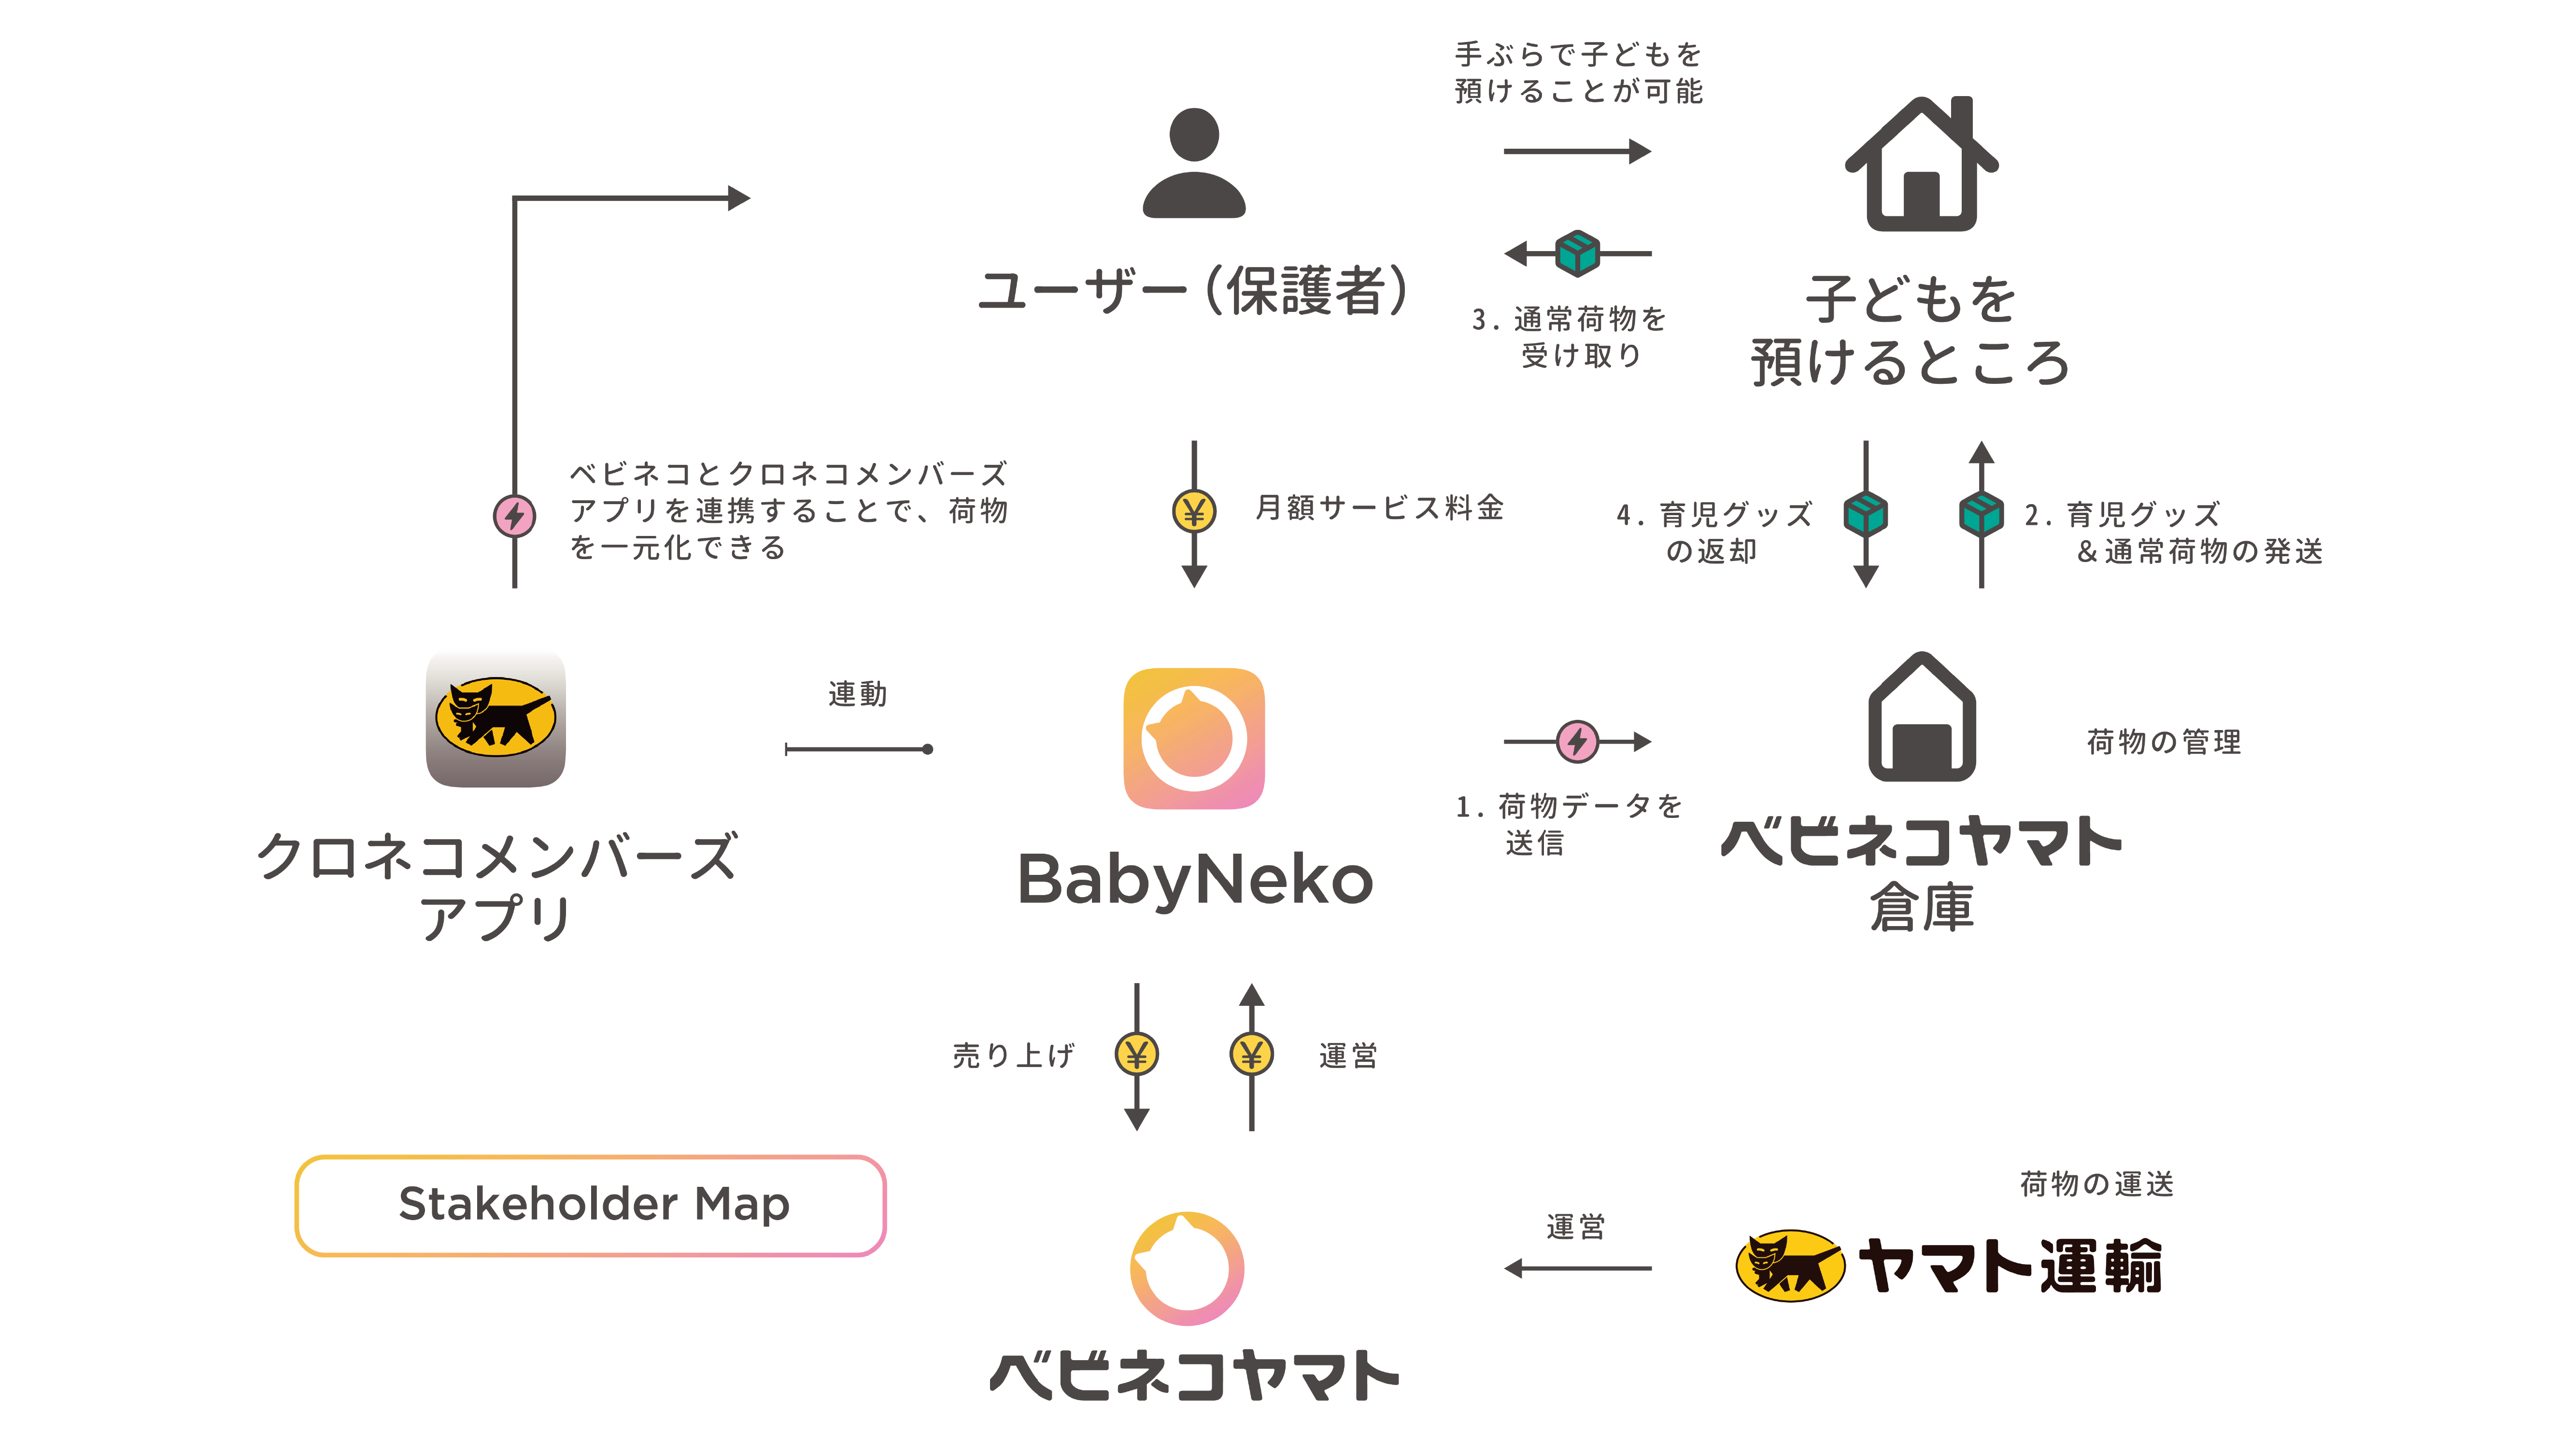 手ぶらで子どもを
預けることが可能
ユーザー（保護者）
3. 通常荷物を
受け取り
子どもを
預けるところ
ベビネコとクロネコメンバーズ
アプリを連携することで、荷物
を一元化できる
¥
月額サービス料金
4. 育児グッズ
の返却
2. 育児グッズ
＆通常荷物の発送
連動
クロネコメンバーズ
アプリ
BabyNeko
1. 荷物データを
送信
荷物の管理
ベビネコヤマト
倉庫
売り上げ
¥
¥
運営
Stakeholder Map
ベビネコヤマト
運営
荷物の運送
ヤマト運輸